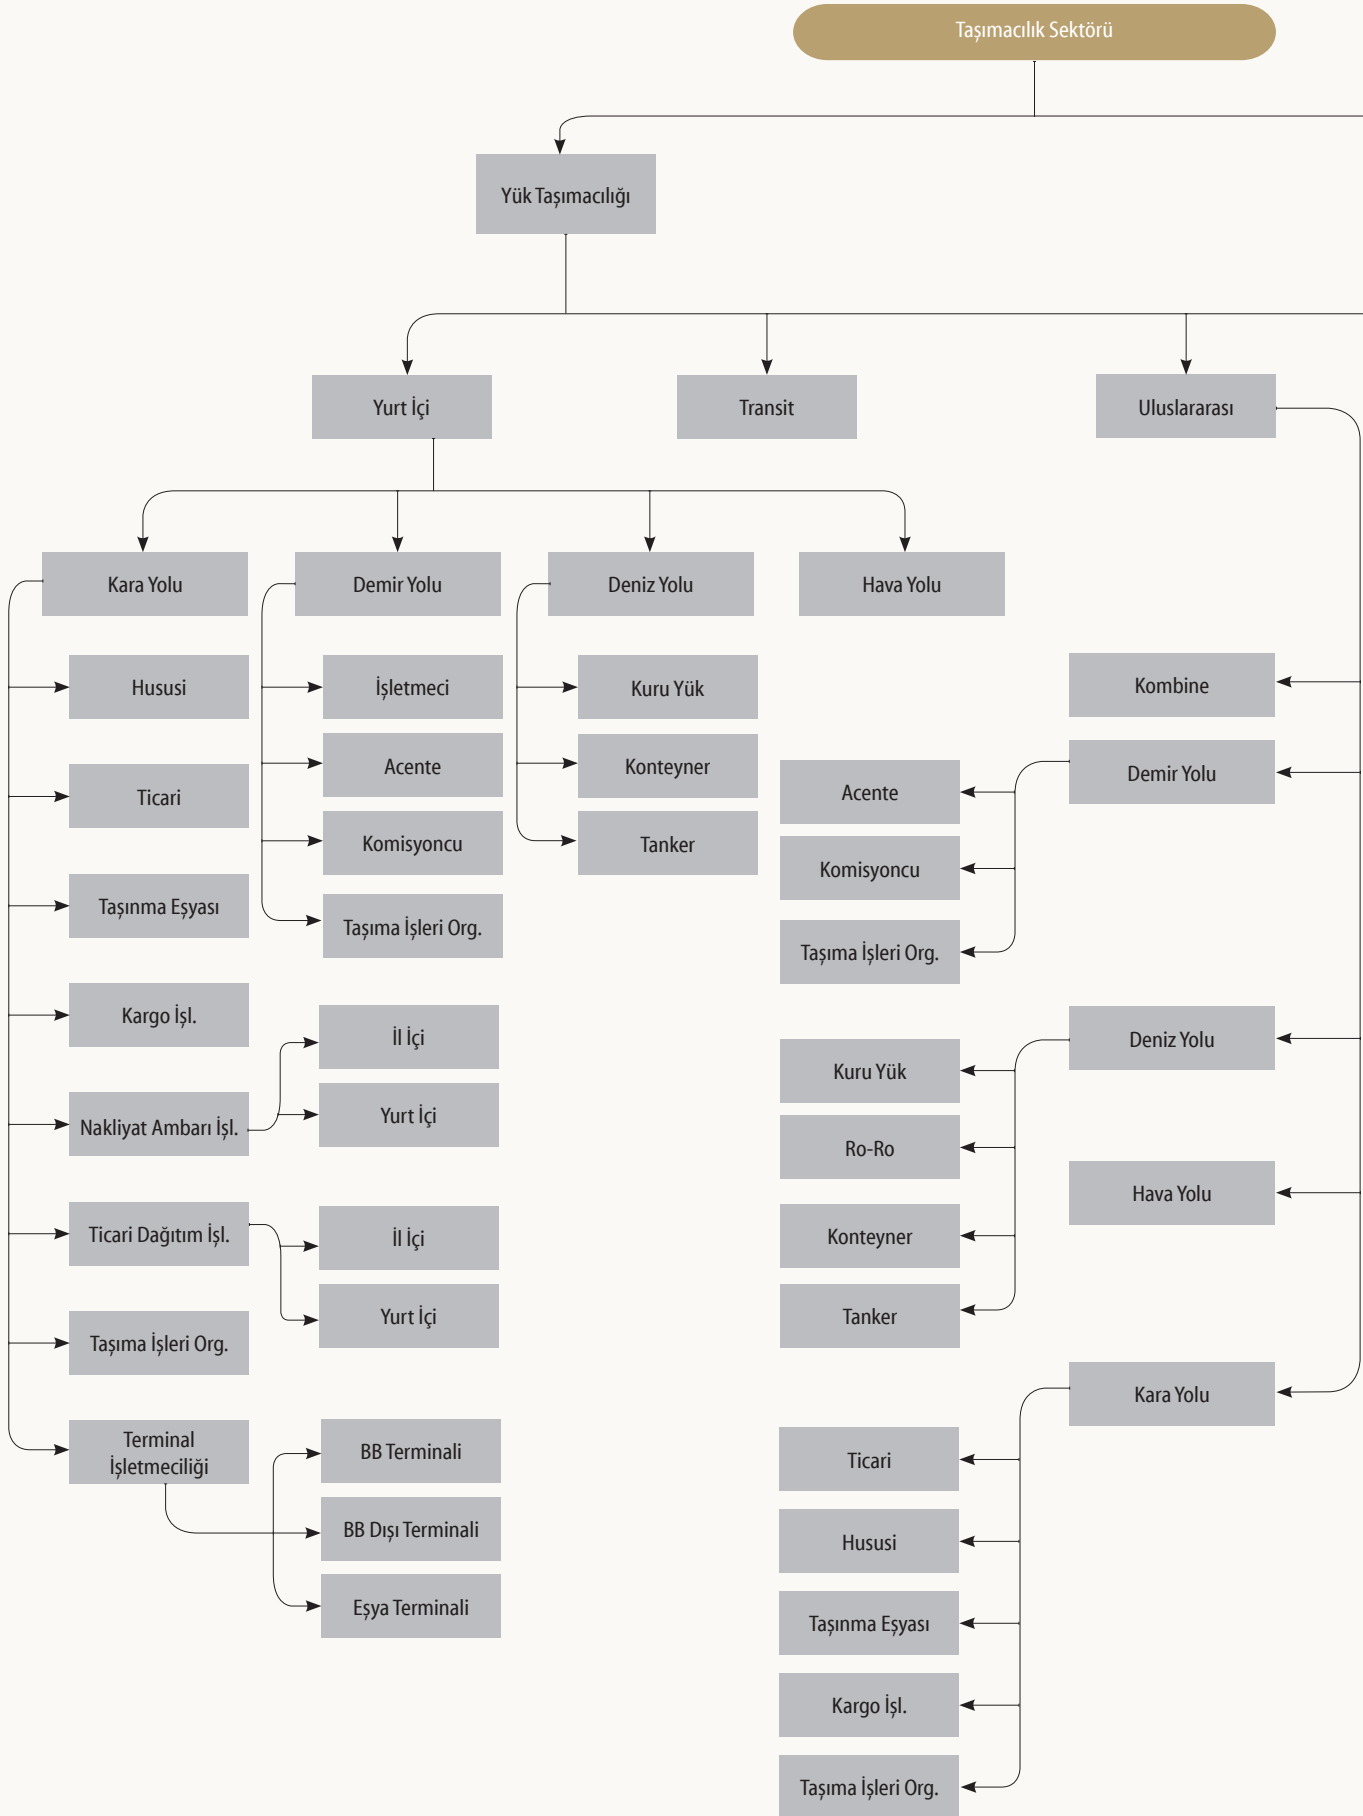 Taşımacılık Sektörü
Yük Taşımacılığı
Yurt İçi
Transit
Uluslararası
Kara Yolu
Demir Yolu
Deniz Yolu
Hava Yolu
Hususi
Ticari
Taşınma Eşyası
Kargo İşl.
Nakliyat Ambarı İşl.
İl İçi
Yurt İçi
Ticari Dağıtım İşl.
İl İçi
Yurt İçi
Taşıma İşleri Org.
Terminal
İşletmeciliği
BB Terminali
BB Dışı Terminali
Eşya Terminali
İşletmeci
Acente
Komisyoncu
Taşıma İşleri Org.
Kuru Yük
Konteyner
Tanker
Kombine
Demir Yolu
Acente
Komisyoncu
Taşıma İşleri Org.
Deniz Yolu
Kuru Yük
Ro-Ro
Konteyner
Tanker
Hava Yolu
Kara Yolu
Ticari
Hususi
Taşınma Eşyası
Kargo İşl.
Taşıma İşleri Org.